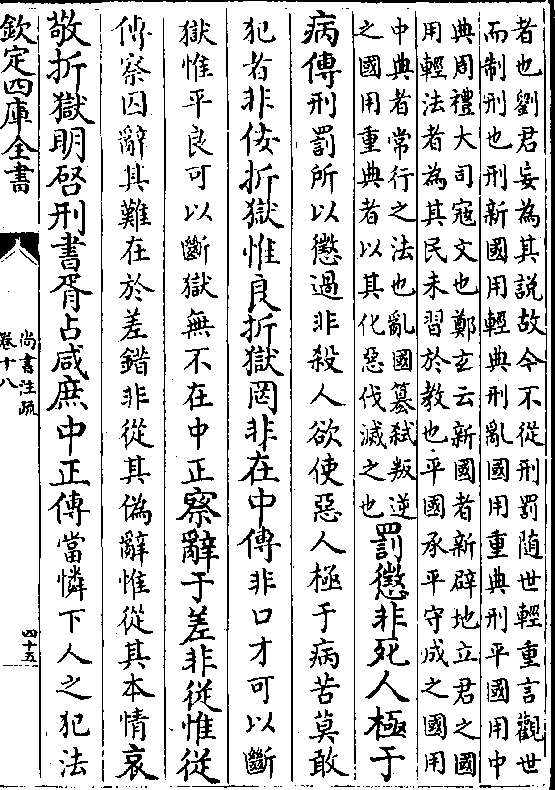 者也劉君妄為其說故今不從刑罰随世輕重言觀世
而制刑也刑新國用輕典刑亂國用重典刑平國用中
典周禮大司寇文也鄭玄云新國者新辟地立君之國
用輕法者為其民未習於教也平國承平守成之國用
中典者常行之法也亂國簒弑叛逆
之國用重典者以其化惡伐滅之也
罰懲非死人極于
病傳刑罰所以懲過非殺人欲使惡人極于病苦莫敢
犯者非佞折獄惟良折獄罔非在中傳非口才可以斷
獄惟平良可以斷獄無不在中正察辭于差非從惟從
傳察囚辭其難在於差錯非從其偽辭惟從其本情哀
敬折獄明啓刑書胥占咸庶中正傳當憐下人之犯法
欽定四庫全書
尚書注疏
卷十八
四十五